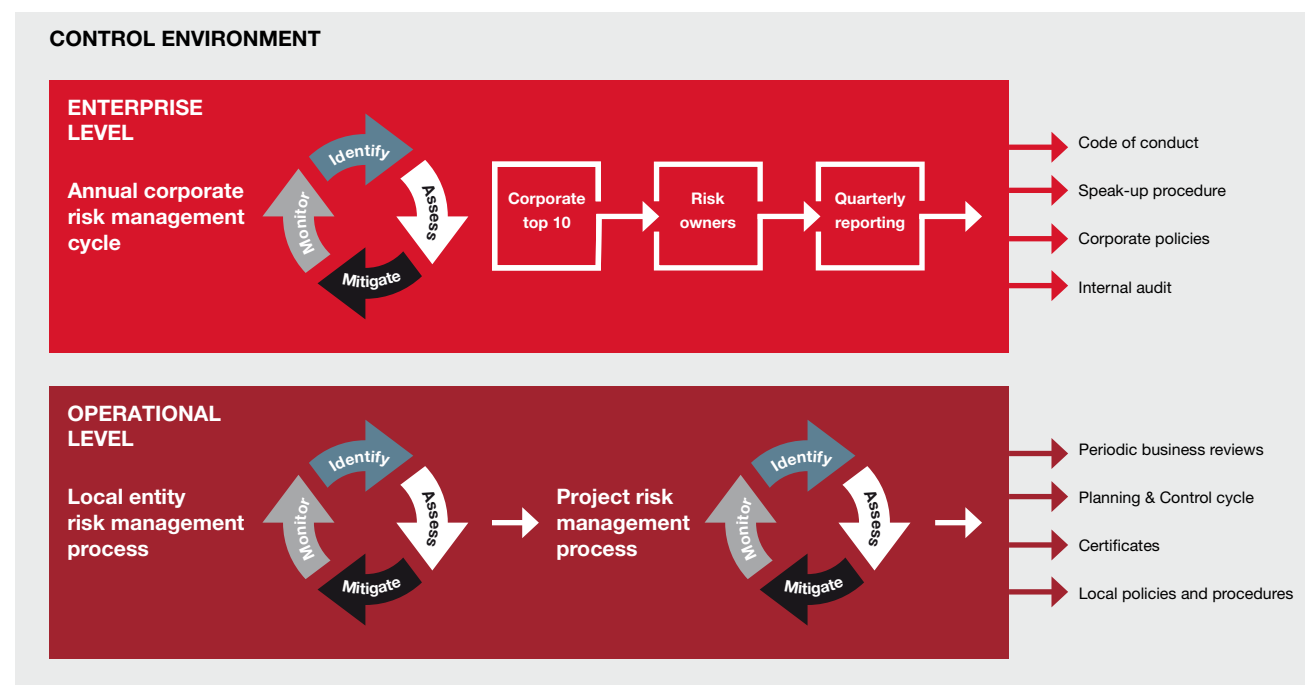 CONTROL ENVIRONMENT
ENTERPRISE
LEVEL
Annual corporate
risk management
cycle
Identify
Assess
Mitigate
Monitor
Corporate
top 10
Risk
owners
Quarterly
reporting
Code of conduct
Speak-up procedure
Corporate policies
Internal audit
OPERATIONAL
LEVEL
Local entity
risk management
process
Identify
Assess
Mitigate
Monitor
Project risk
management
process
Identify
Assess
Mitigate
Monitor
Periodic business reviews
Planning & Control cycle
Certificates
Local policies and procedures